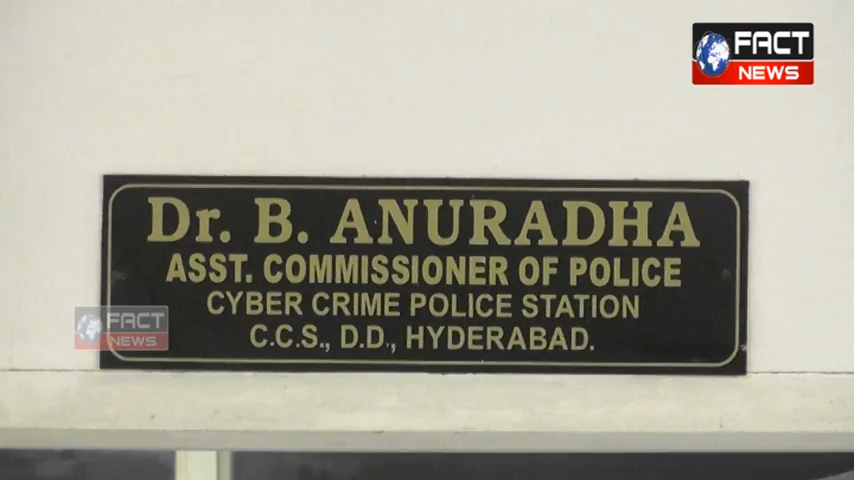 FACT
NEWS
Dr. B. ANURADHA
ASST. COMMISSIONER OF POLICE
CYBER CRIME POLICE STATION
C.C.S., D.D., HYDERABAD.
FACT
NEWS